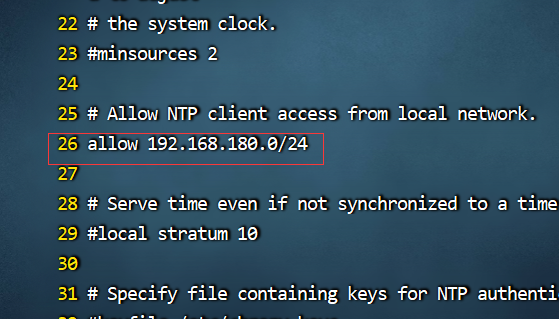 22 # the system clock.
23 #minsources 2
24
25 # Allow NTP client access from local network.
26 allow 192.168.180.0/24
27
28 # Serve time even if not synchronized to a time
29 #local stratum 10
30
31 # Specify file containing keys for NTP authenti